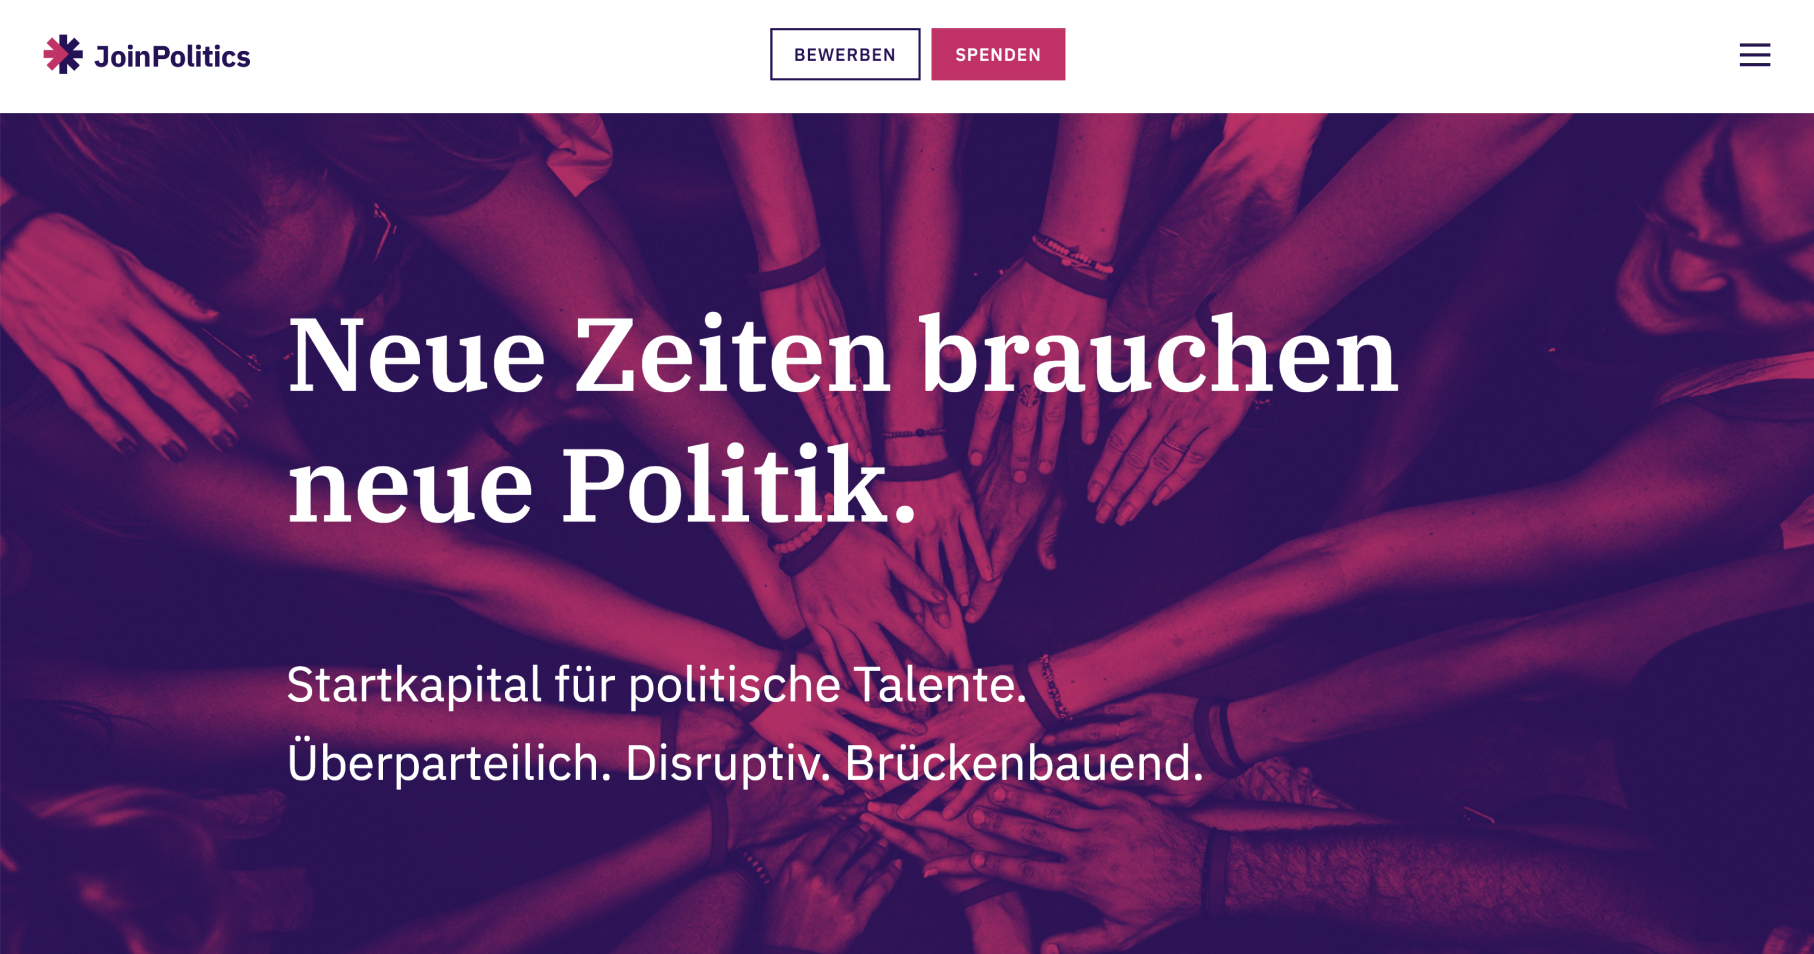 JoinPolitics
BEWERBEN
SPENDEN
Neue Zeiten brauchen
neue Politik.
Startkapital für politische Talente.
Überparteilich. Disruptiv. Brückenbauend.